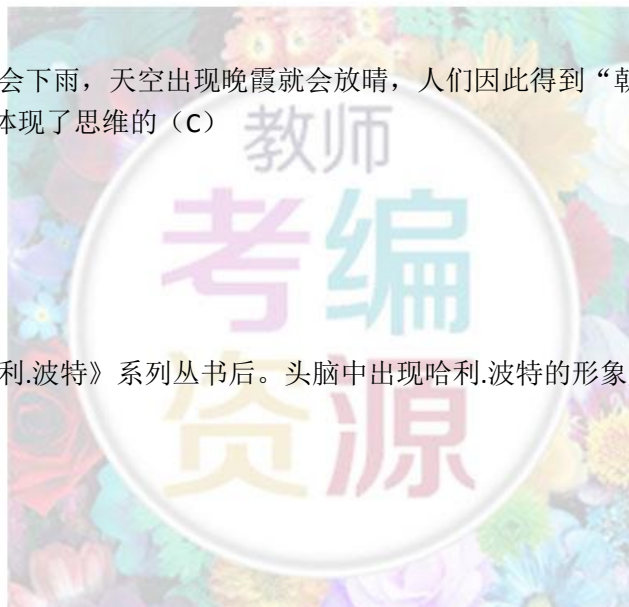 会下雨，天空出现晚霞就会放晴，人们因此得到“朝
体现了思维的（C）
教师
考编
利.波特》系列丛书后。头脑中出现哈利.波特的形象
资源